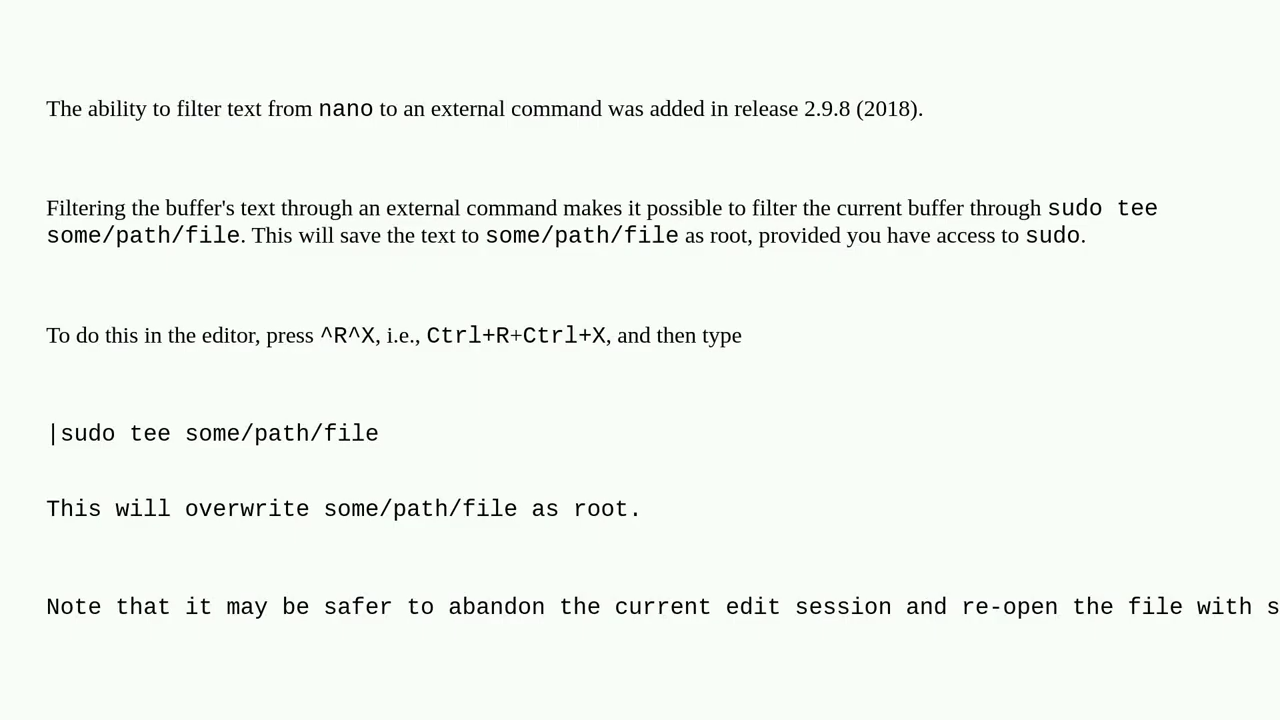 The ability to filter text from nano to an external command was added in release 2.9.8 (2018).
Filtering the buffer's text through an external command makes it possible to filter the current buffer through sudo tee
some/path/file. This will save the text to some/path/file as root, provided you have access to sudo.
To do this in the editor, press ^R^X, i.e., Ctrl+R+Ctrl+X, and then type
|sudo tee some/path/file
This will overwrite some/path/file as root.
Note that it may be safer to abandon the current edit session and re-open the file with